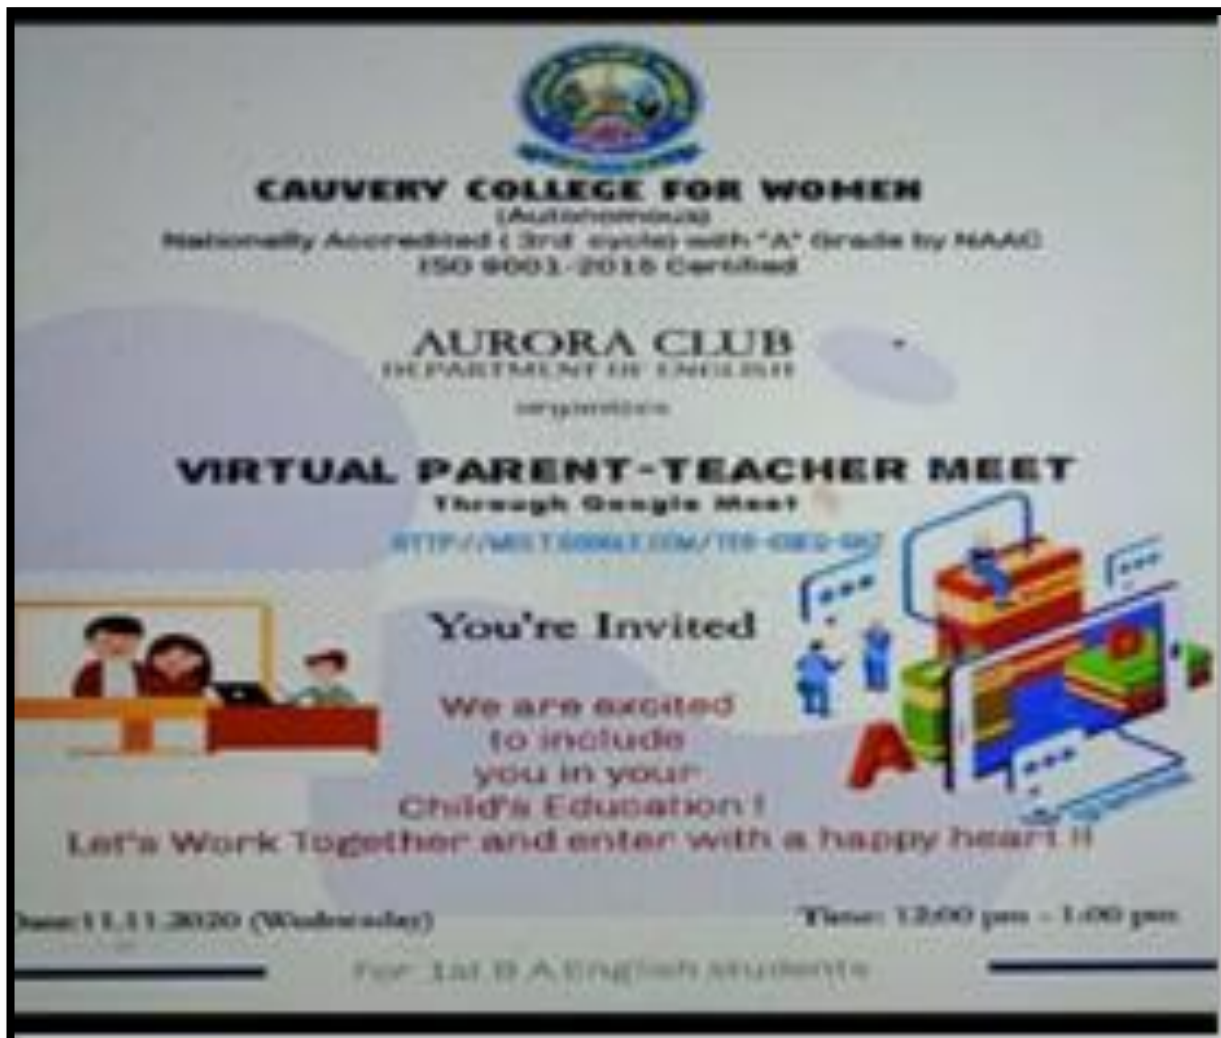 CAUVERY COLLEGE FOR WOMEN
(Autonomous)
Nationally Accredited ( 3rd cycle) with "A" Grade by NAAC
ISO 9001-2015 Certified
AURORA CLUB
DEPARTMENT OF ENGLISH
organizes
VIRTUAL PARENT-TEACHER MEET
Through Google Meet
You're Invited
We are excited
to include
you in your
Child's Education !
Let's Work Together and enter with a happy heart !!
Date:11.11.2020 (Wednesday)
Time: 12:00 pm - 1:00 pm
For 1st B A English students